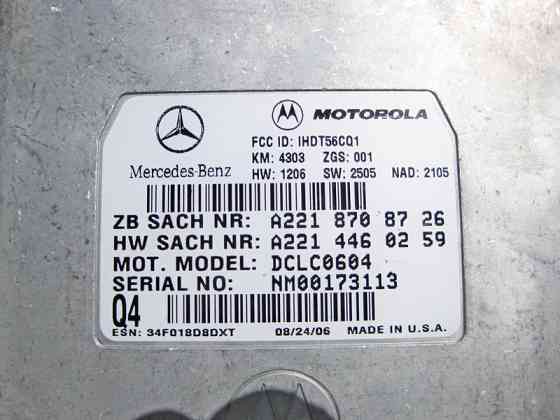 MOTOROLA
FCC ID: IHDT56CQ1
KM: 4303 ZGS: 001
Mercedes-Benz HW: 1206 SW: 2505 NAD: 2105
ZB SACH NR: A221 870 87 26
HW SACH NR: A221 446 02 59
MOT. MODEL: DCLC0604
SERIAL NO: NM00173113
Q4
ESN: 34F018D8DXT 08/24/06 MADE IN U.S.A.